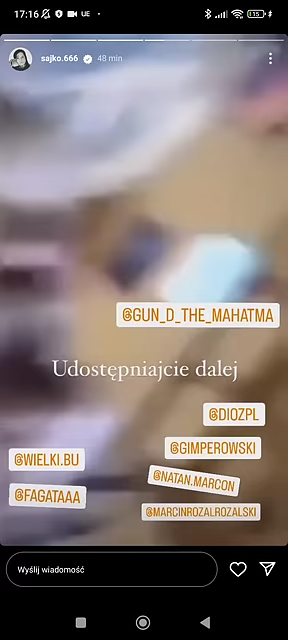 17:16 UE 15
sajko.666 48 min
@GUN_D_THE_MAHATMA
Udostępniajcie dalej
@DIOZPL
@GIMPEROWSKI
@WIELKI.BU
@NATAN.MARCON
@FAGATAAA
@MARCINROZALROZALSKI
Wyślij wiadomość